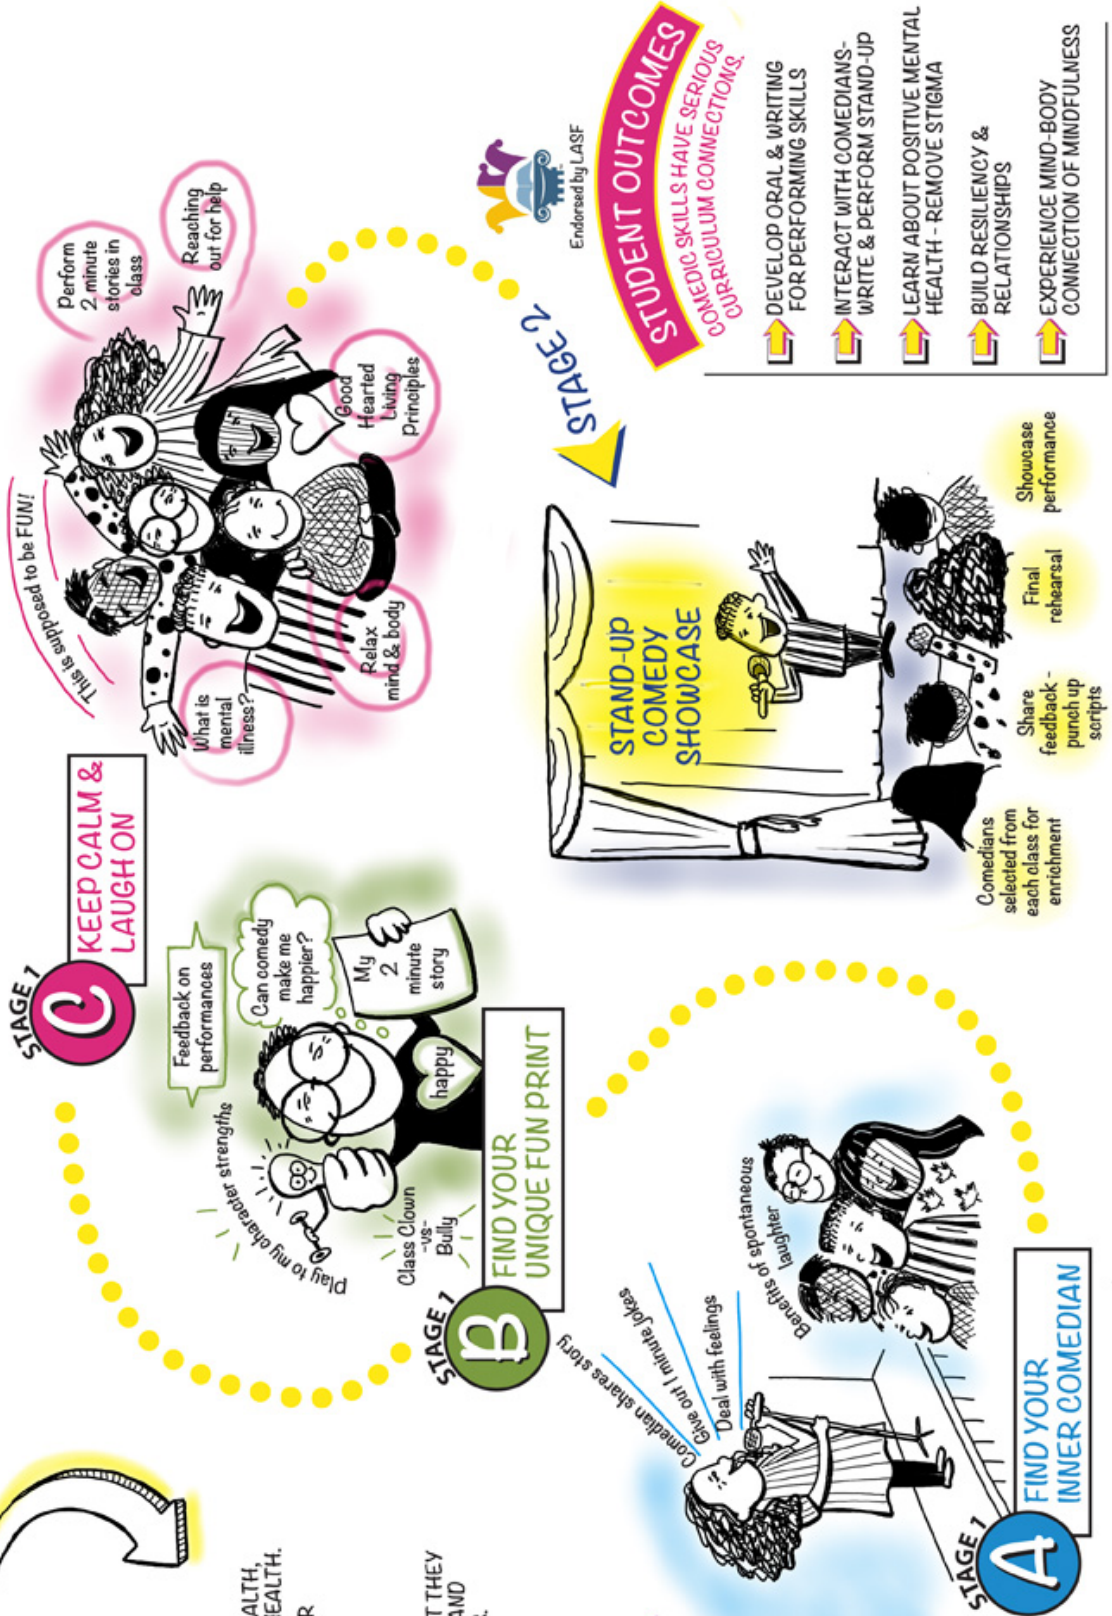 ALTH,
EALTH.
R
T THEY
AND
STAGE 1
A
FIND YOUR
INNER COMEDIAN
Comedian shares story
Give out 1 minute jokes
Deal with feelings
Benefits of spontaneous
laughter
STAGE 1
B
FIND YOUR
UNIQUE FUN PRINT
Class Clown
-vs-
Bully
Play to my character strengths
Feedback on
performances
Can comedy
make me
happier?
My
2
minute
story
happy
STAGE 1
C
KEEP CALM &
LAUGH ON
This is supposed to be FUN!
What is
mental
illness?
Relax
mind & body
Good
Hearted
Living
Principles
Perform
2 minute
stories in
class
Reaching
out for help
STAGE 2
STAND-UP
COMEDY
SHOWCASE
Comedians
selected from
each class for
enrichment
Share
feedback -
punch up
scripts
Final
rehearsal
Showcase
performance
Endorsed by LASF
STUDENT OUTCOMES
COMEDIC SKILLS HAVE SERIOUS
CURRICULUM CONNECTIONS.
DEVELOP ORAL & WRITING
FOR PERFORMING SKILLS
INTERACT WITH COMEDIANS-
WRITE & PERFORM STAND-UP
LEARN ABOUT POSITIVE MENTAL
HEALTH - REMOVE STIGMA
BUILD RESILIENCY &
RELATIONSHIPS
EXPERIENCE MIND-BODY
CONNECTION OF MINDFULNESS